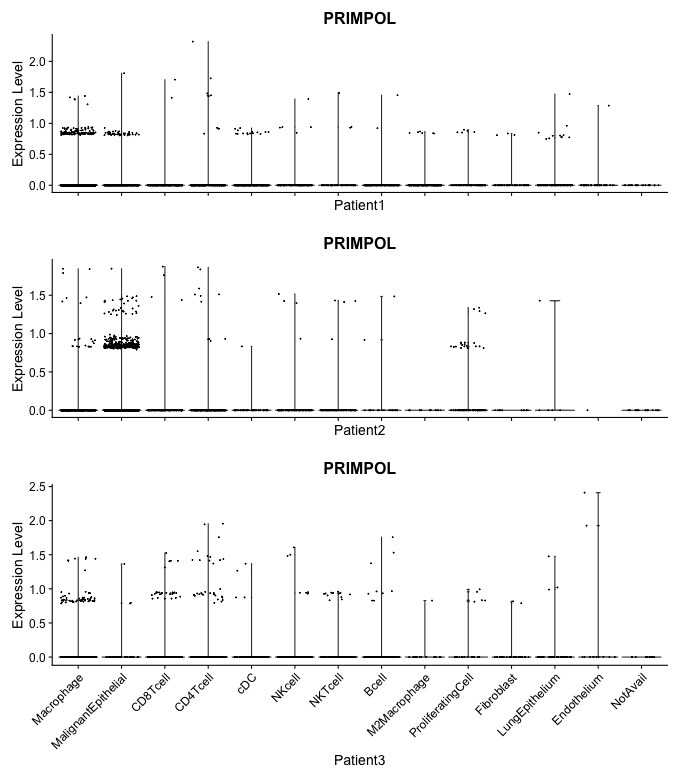 PRIMPOL
Expression Level
2.0
1.5
1.0
0.5
0.0
Patient1
PRIMPOL
Expression Level
1.5
1.0
0.5
0.0
Patient2
PRIMPOL
Expression Level
2.5
2.0
1.5
1.0
0.5
0.0
Macrophage
MalignantEpithelial
CD8Tcell
CD4Tcell
cDC
NKcell
NKTcell
Bcell
M2Macrophage
ProliferatingCell
Fibroblast
LungEpithelium
Endothelium
NotAvail
Patient3